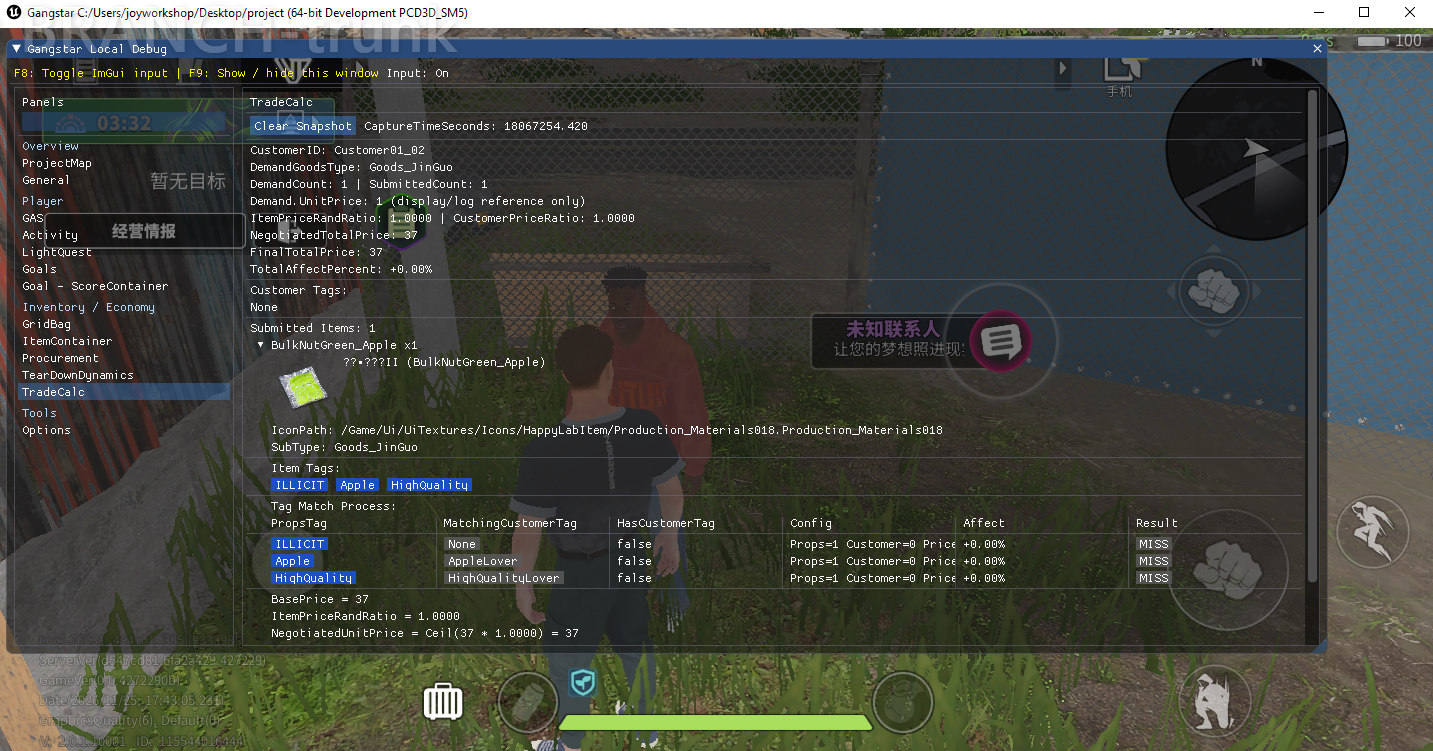 Gangstar C:/Users/joyworkshop/Desktop/project (64-bit Development PCD3D_SM5)
BRANCH-trunk
Gangstar Local Debug
100
F8: Toggle ImGui input | F9: Show / hide this window Input: On
Panels
03:32
Overview
ProjectMap
General
暂无目标
Player
GAS
经营情报
Activity
LightQuest
Goals
Goal - ScoreContainer
Inventory / Economy
GridBag
ItemContainer
Procurement
TearDownDynamics
TradeCalc
Tools
Options
TradeCalc
Clear Snapshot CaptureTimeSeconds: 18067254.420
CustomerID: Customer01_02
DemandGoodsType: Goods_JinGuo
DemandCount: 1 | SubmittedCount: 1
Demand.UnitPrice: 1 (display/log reference only)
ItemPriceRandRatio: 1.0000 | CustomerPriceRatio: 1.0000
NegotiatedTotalPrice: 37
FinalTotalPrice: 37
TotalAffectPercent: +0.00%
Customer Tags:
None
Submitted Items: 1
BulkNutGreen_Apple x1
??•???II (BulkNutGreen_Apple)
IconPath: /Game/Ui/UiTextures/Icons/HappyLabItem/Production_Materials018.Production_Materials018
SubType: Goods_JinGuo
Item Tags:
ILLICIT Apple HighQuality
Tag Match Process:
PropsTag MatchingCustomerTag HasCustomerTag Config Affect Result
ILLICIT None false Props=1 Customer=0 Price +0.00% MISS
Apple AppleLover false Props=1 Customer=0 Price +0.00% MISS
HighQuality HighQualityLover false Props=1 Customer=0 Price +0.00% MISS
BasePrice = 37
ItemPriceRandRatio = 1.0000
NegotiatedUnitPrice = Ceil(37 * 1.0000) = 37
手机
N
未知联系人
让您的梦想照进现:
GraphicsQuality(6), Default(6)